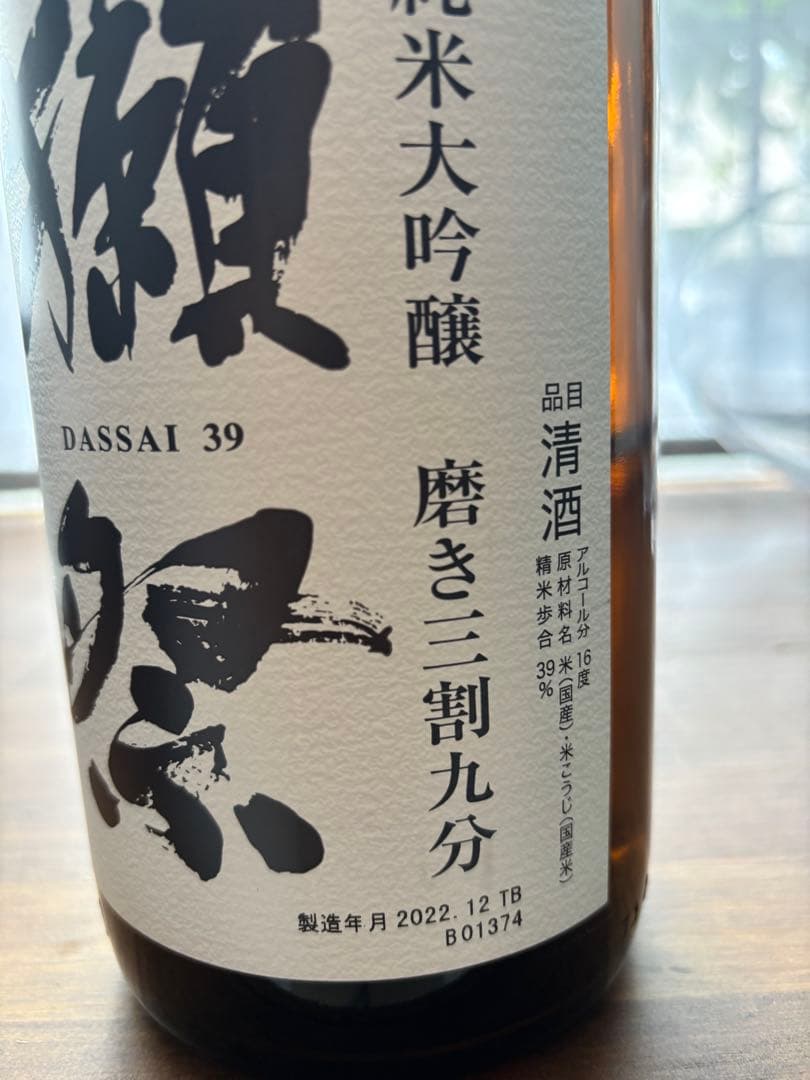 獺祭
DASSAI 39
純米大吟醸 磨き三割九分
品目 清酒
アルコール分 16度
原材料名 米(国産)・米こうじ(国産米)
精米歩合 39%
製造年月 2022.12 TB
B01374